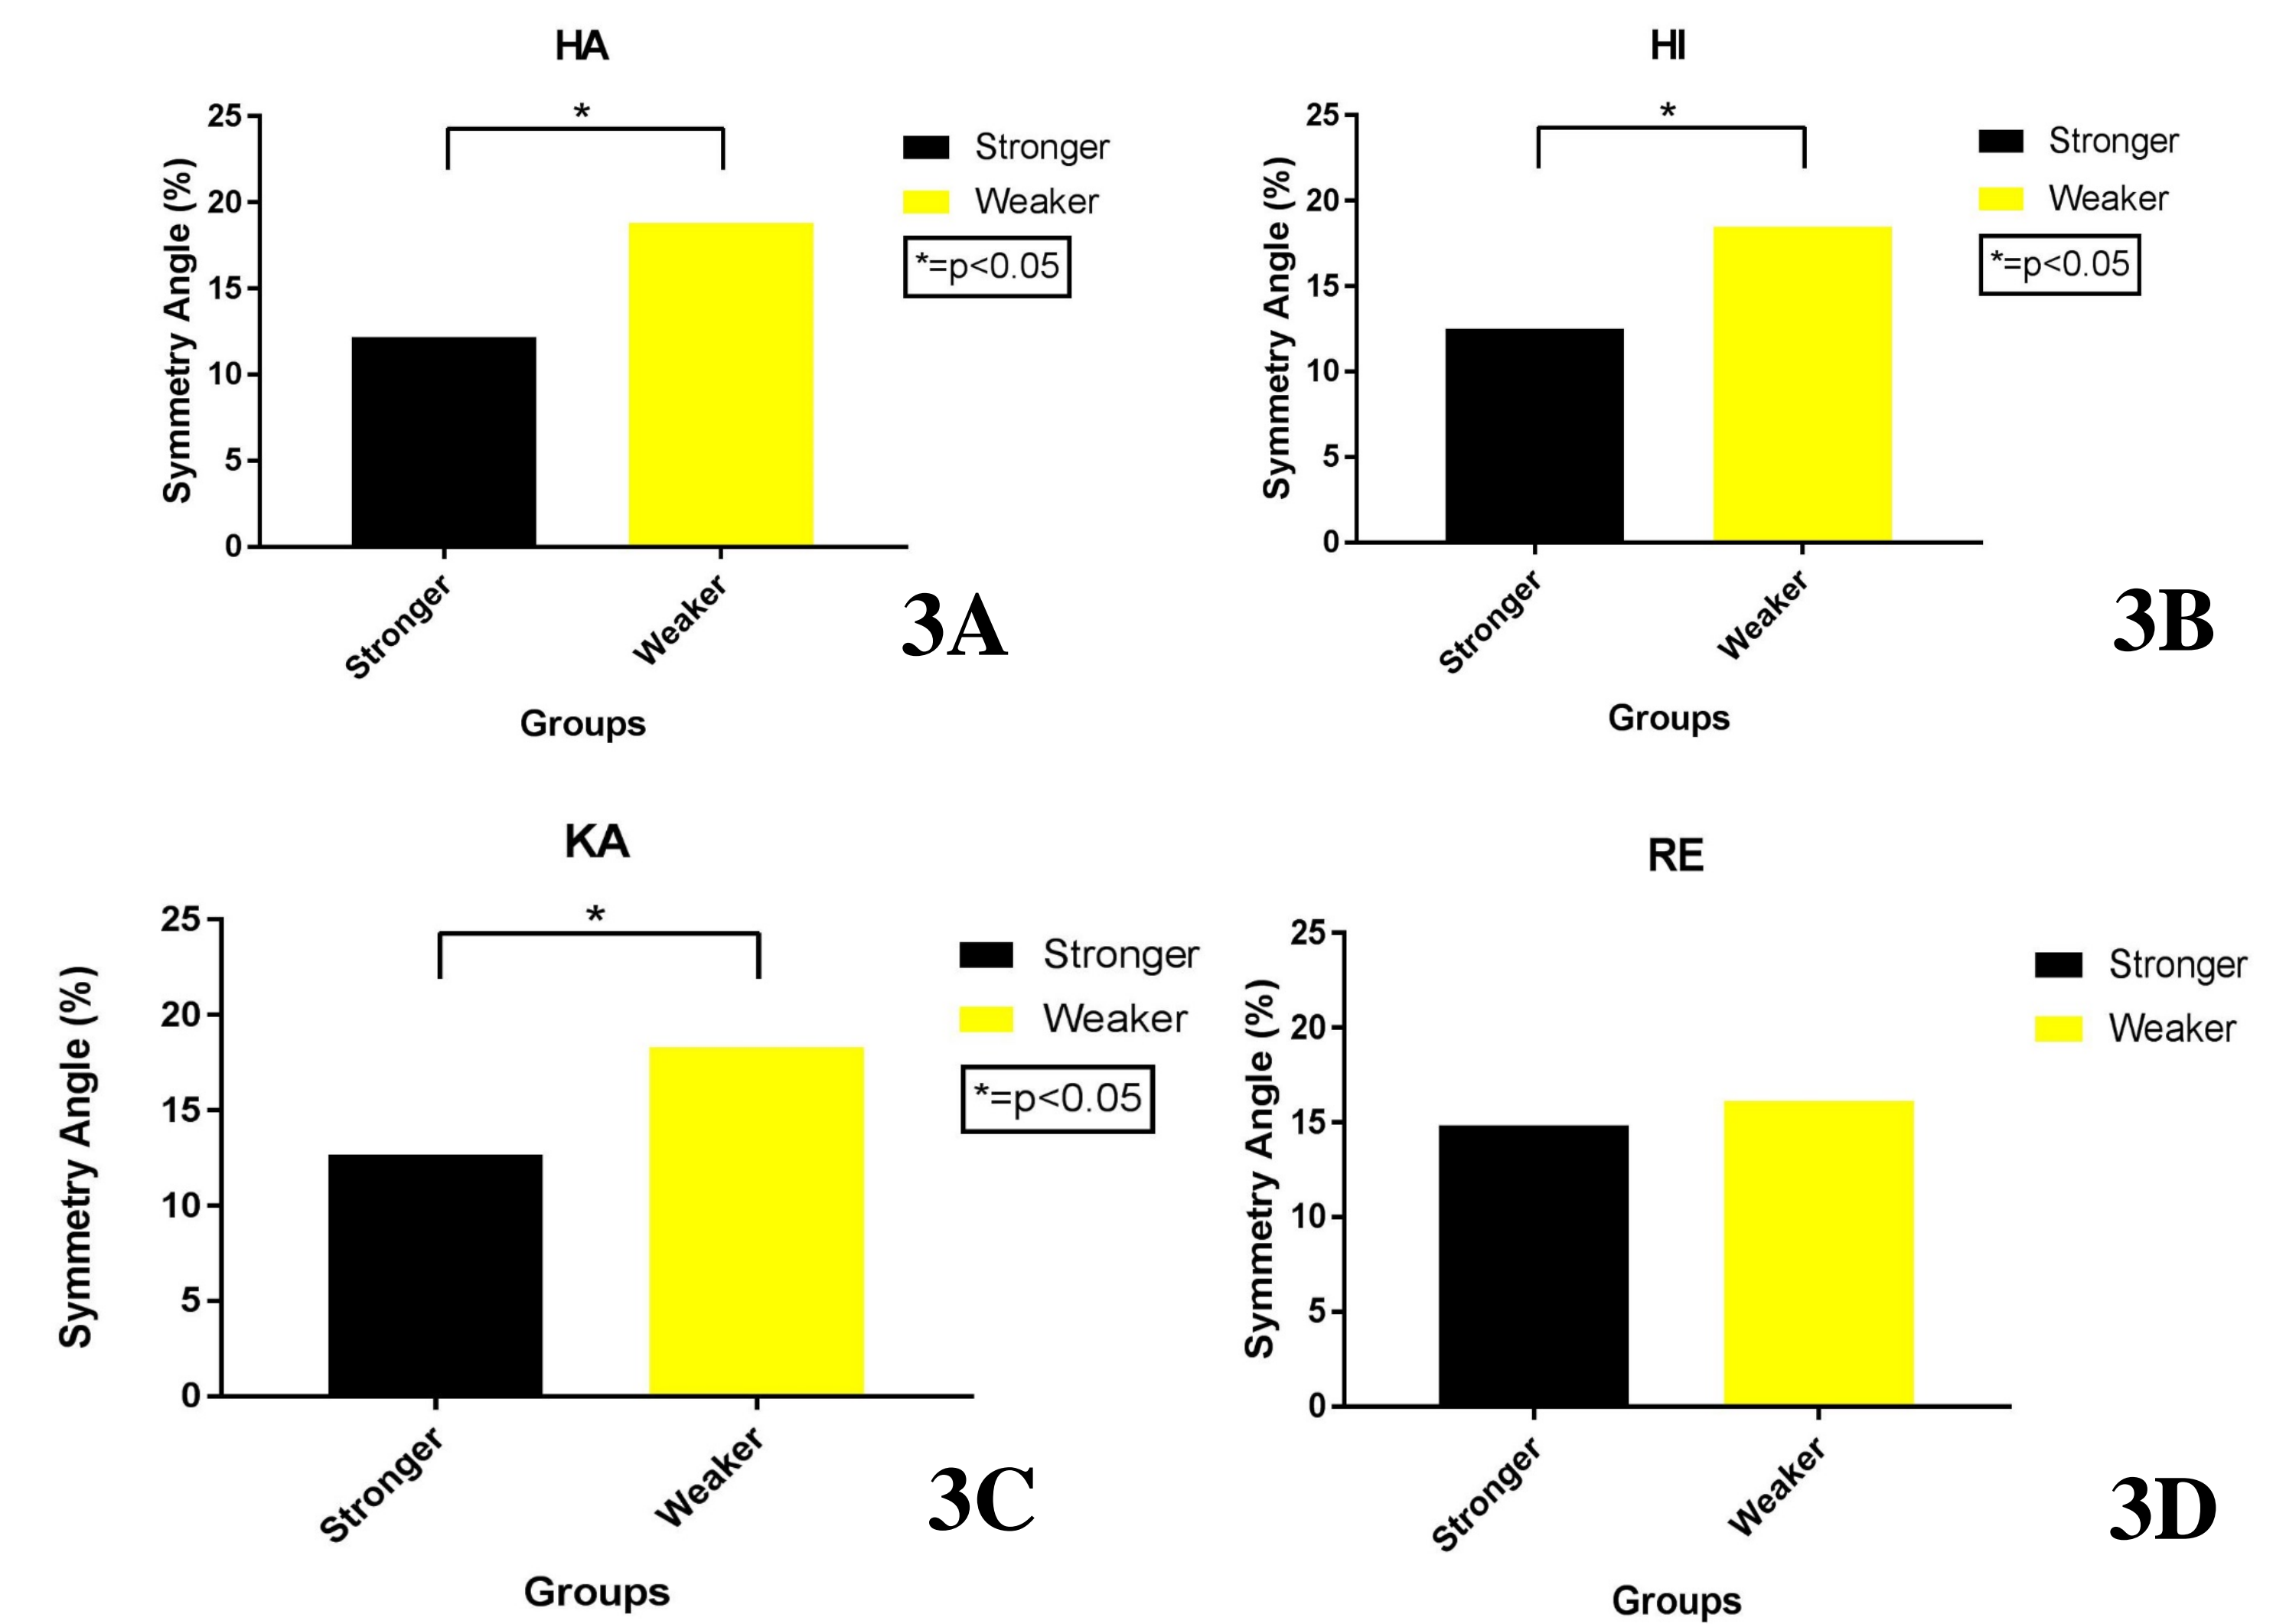 HA
*
25
20
15
10
5
0
Symmetry Angle (%)
Stronger
Weaker
*=p<0.05
Stronger
Weaker
Groups
3A
HI
*
25
20
15
10
5
0
Symmetry Angle (%)
Stronger
Weaker
*=p<0.05
Stronger
Weaker
Groups
3B
KA
*
25
20
15
10
5
0
Symmetry Angle (%)
Stronger
Weaker
*=p<0.05
Stronger
Weaker
Groups
3C
RE
25
20
15
10
5
0
Symmetry Angle (%)
Stronger
Weaker
Stronger
Weaker
Groups
3D